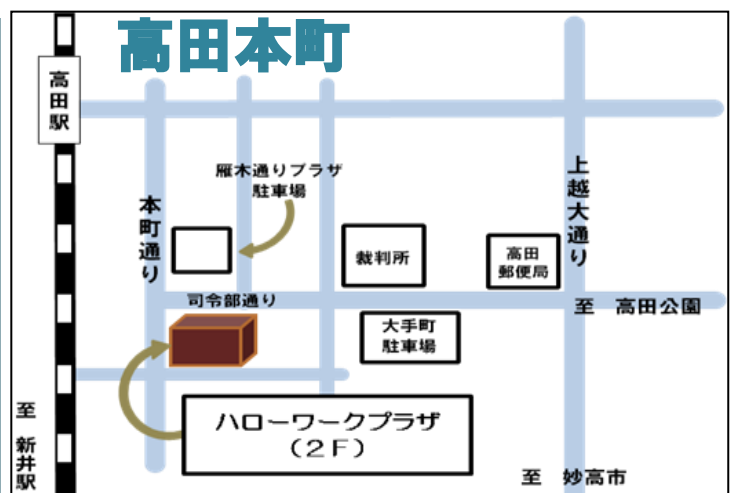 高田本町
高田駅
雁木通りプラザ
駐車場
上越大通り
本町通り
裁判所
高田
郵便局
司令部通り
至 高田公園
大手町
駐車場
ハローワークプラザ
(2F)
至 新井駅
至 妙高市